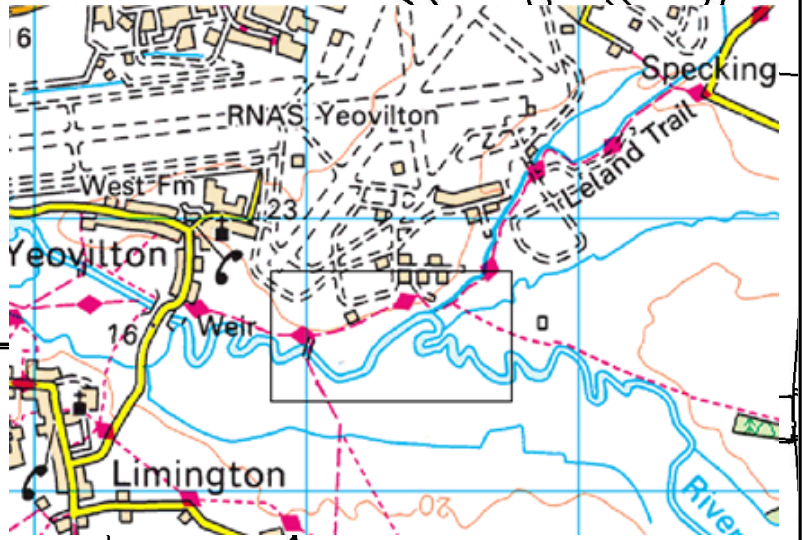 16
Specking
RNAS Yeovilton
Leland Trail
West Fm
23
Yeovilton
Weir
16
Limington
20
River